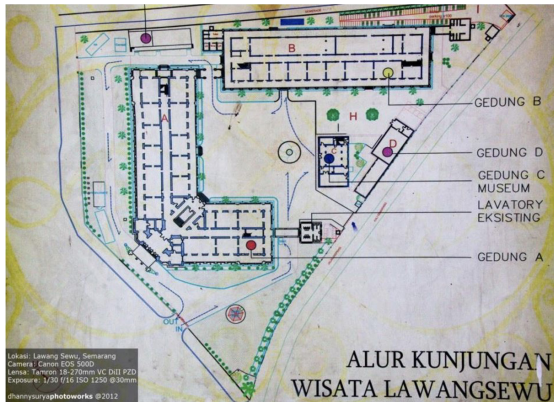 B
I
GEDUNG B
A
H
D
GEDUNG D
C
GEDUNG C
MUSEUM
LAVATORY
EKSISTING
GEDUNG A
OUT
IN
ALUR KUNJUNGAN
WISATA LAWANGSEWU
Lokasi: Lawang Sewu, Semarang
Camera: Canon EOS 500D
Lensa: Tamron 18-270mm VC DiII PZD
Exposure: 1/30 f/16 ISO 1250 @30mm
dhannysuryaphotoworks @2012